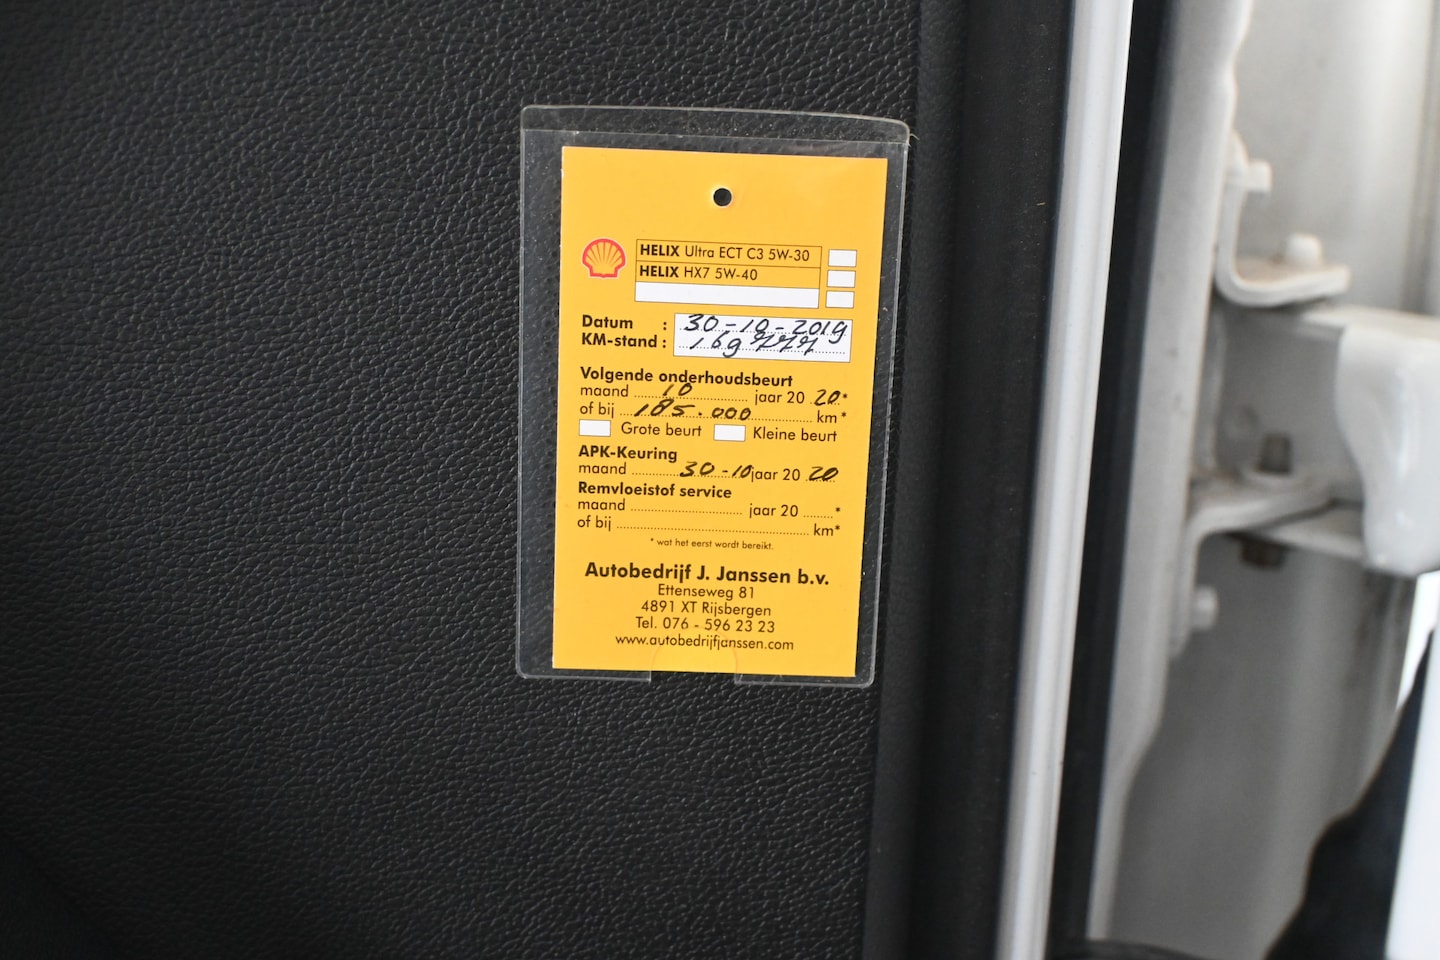 HELIX Ultra ECT C3 5W-30
HELIX HX7 5W-40
Datum : 30-10-2019
KM-stand : 169777
Volgende onderhoudsbeurt
maand 10 jaar 20 20*
of bij 185.000 km*
Grote beurt Kleine beurt
APK-Keuring
maand 30-10 jaar 20 20
Remvloeistof service
maand jaar 20 *
of bij km*
* wat het eerst wordt bereikt.
Autobedrijf J. Janssen b.v.
Ettenseweg 81
4891 XT Rijsbergen
Tel. 076 - 596 23 23
www.autobedrijfjanssen.com